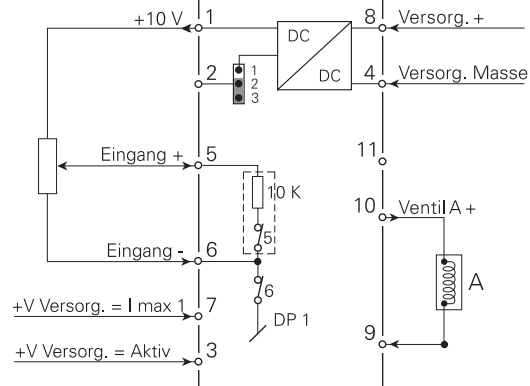 +10 V 1 DC 8 Versorg. +
2 1 2 3 DC 4 Versorg. Masse
Eingang + 5 11
10 K
10 Ventil A +
5
Eingang - 6
A
6
+V Versorg. = I max 1 7 DP 1
9
+V Versorg. = Aktiv 3